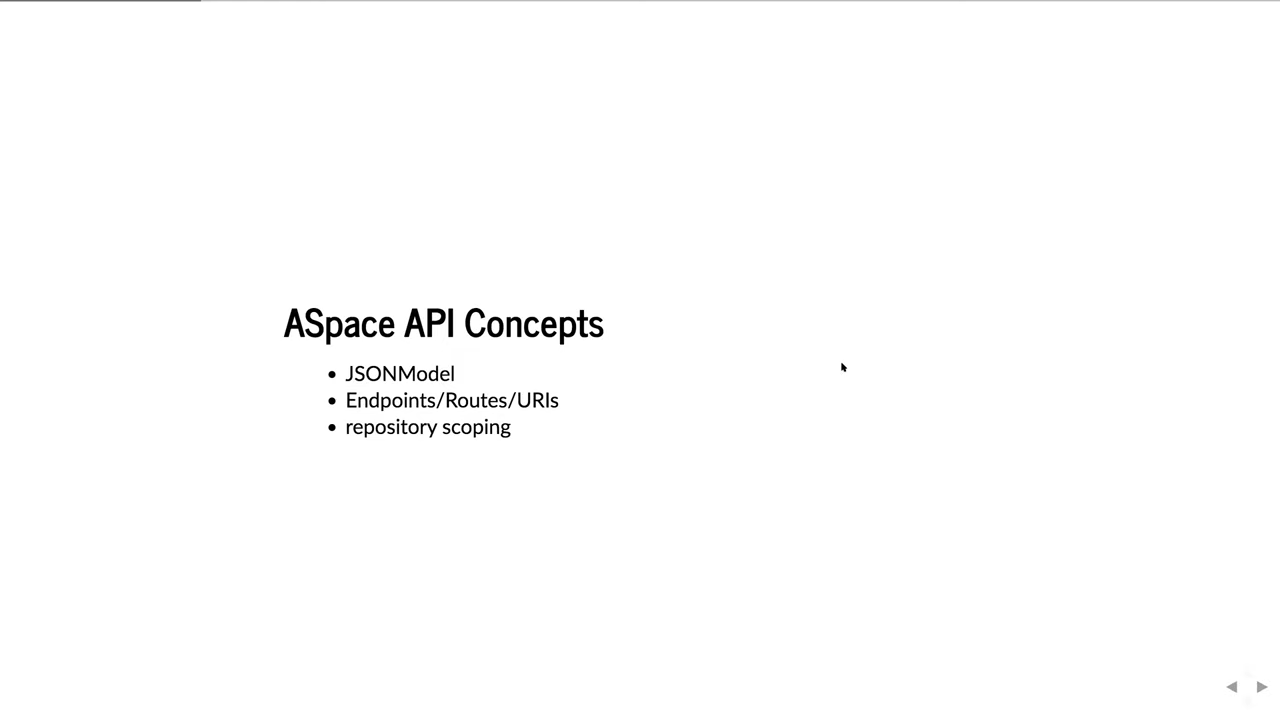 ASpace API Concepts
• JSONModel
• Endpoints/Routes/URIs
• repository scoping